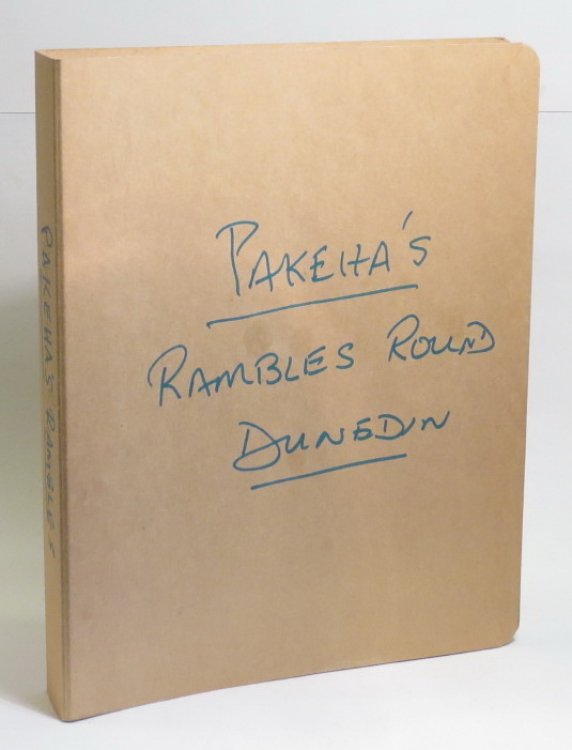 PAKEHA'S
RAMBLES ROUND
DUNEDIN
PAKEHA'S RAMBLES